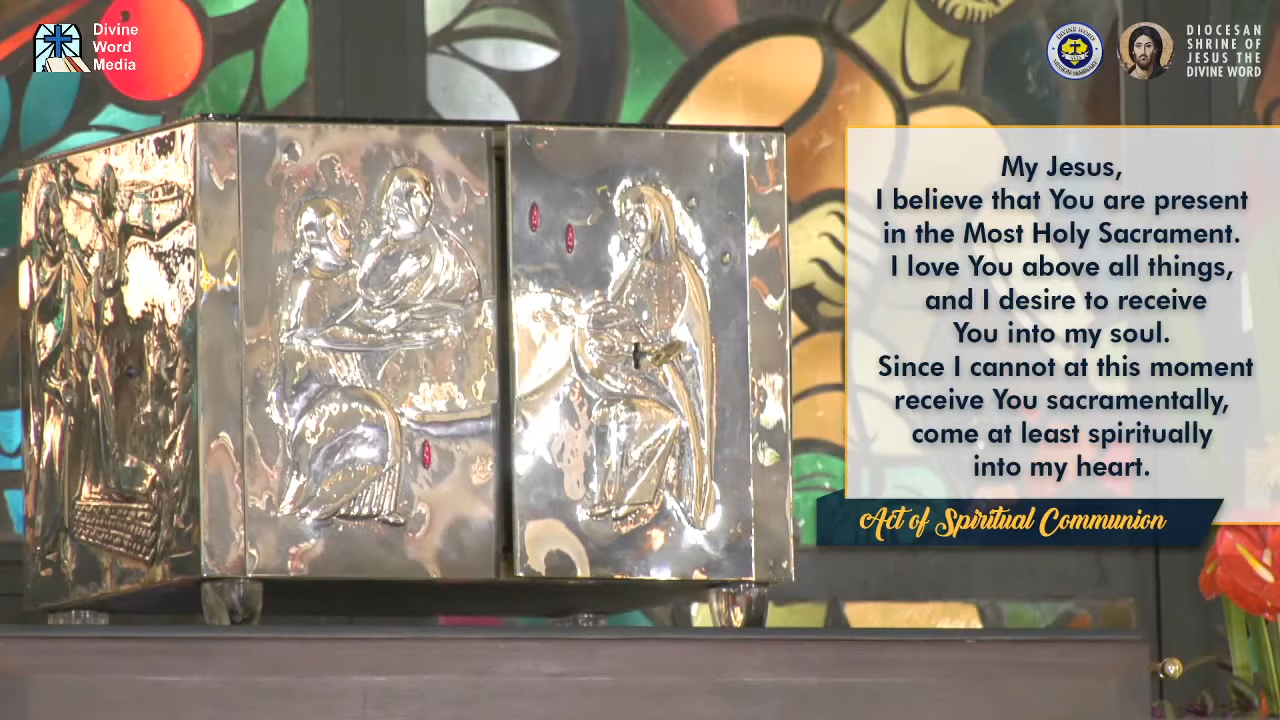 Divine
Word
Media
DIOCESAN
SHRINE OF
JESUS THE
DIVINE WORD
My Jesus,
I believe that You are present
in the Most Holy Sacrament.
I love You above all things,
and I desire to receive
You into my soul.
Since I cannot at this moment
receive You sacramentally,
come at least spiritually
into my heart.
Act of Spiritual Communion